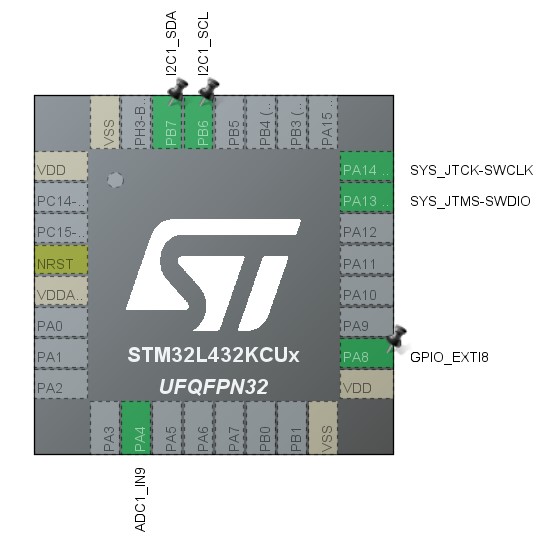 I2C1_SDA
I2C1_SCL
VSS
PH3-B...
PB7
PB6
PB5
PB4 (...
PB3 (...
PA15 ...
VDD
PC14-...
PC15-...
NRST
VDDA...
PA0
PA1
PA2
PA14 ...
SYS_JTCK-SWCLK
PA13 ...
SYS_JTMS-SWDIO
PA12
PA11
PA10
PA9
PA8
GPIO_EXTI8
VDD
ST
STM32L432KCUx
UFQFPN32
PA3
PA4
PA5
PA6
PA7
PB0
PB1
VSS
ADC1_IN9